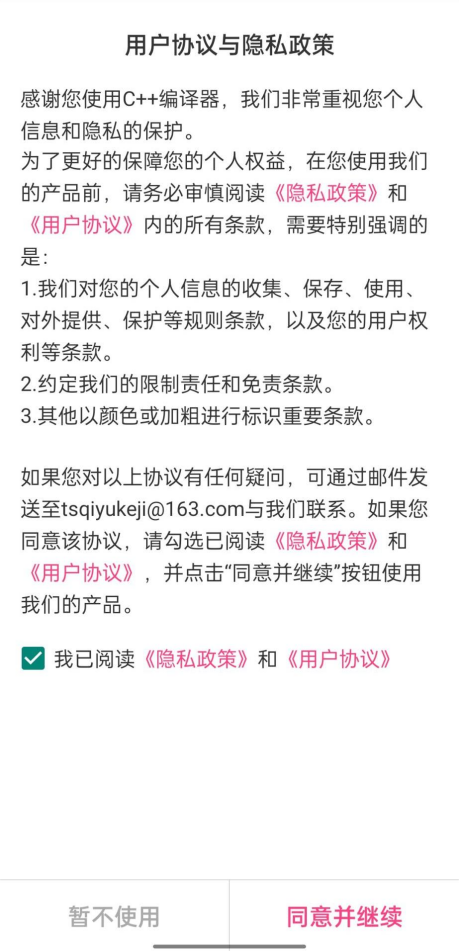 用户协议与隐私政策
感谢您使用C++编译器，我们非常重视您个人
信息和隐私的保护。
为了更好的保障您的个人权益，在您使用我们
的产品前，请务必审慎阅读《隐私政策》和
《用户协议》内的所有条款，需要特别强调的
是：
1.我们对您的个人信息的收集、保存、使用、
对外提供、保护等规则条款，以及您的用户权
利等条款。
2.约定我们的限制责任和免责条款。
3.其他以颜色或加粗进行标识重要条款。
如果您对以上协议有任何疑问，可通过邮件发
送至tsqiyukeji@163.com与我们联系。如果您
同意该协议，请勾选已阅读《隐私政策》和
《用户协议》，并点击“同意并继续”按钮使用
我们的产品。
我已阅读《隐私政策》和《用户协议》
暂不使用
同意并继续